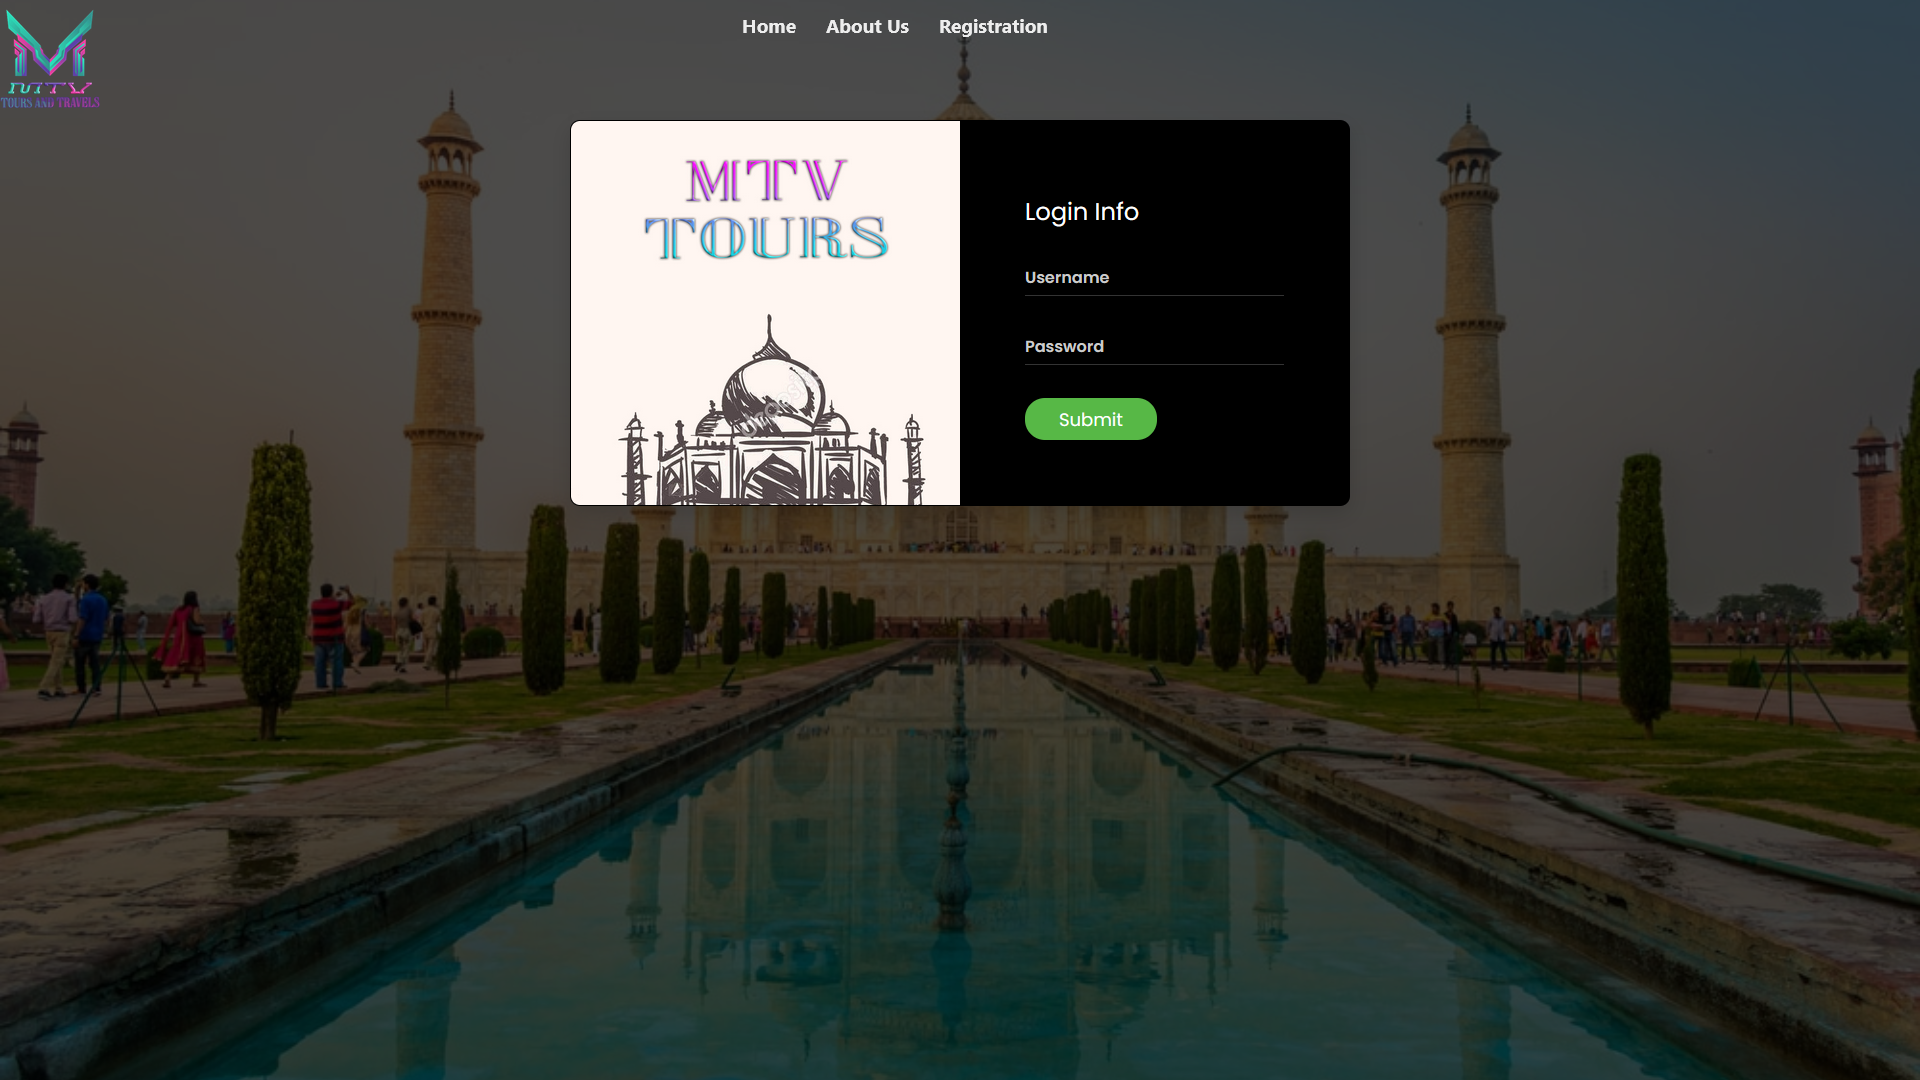 Home About Us Registration
MTV
TOURS AND TRAVELS
MTV
TOURS
Login Info
Username
Password
Submit